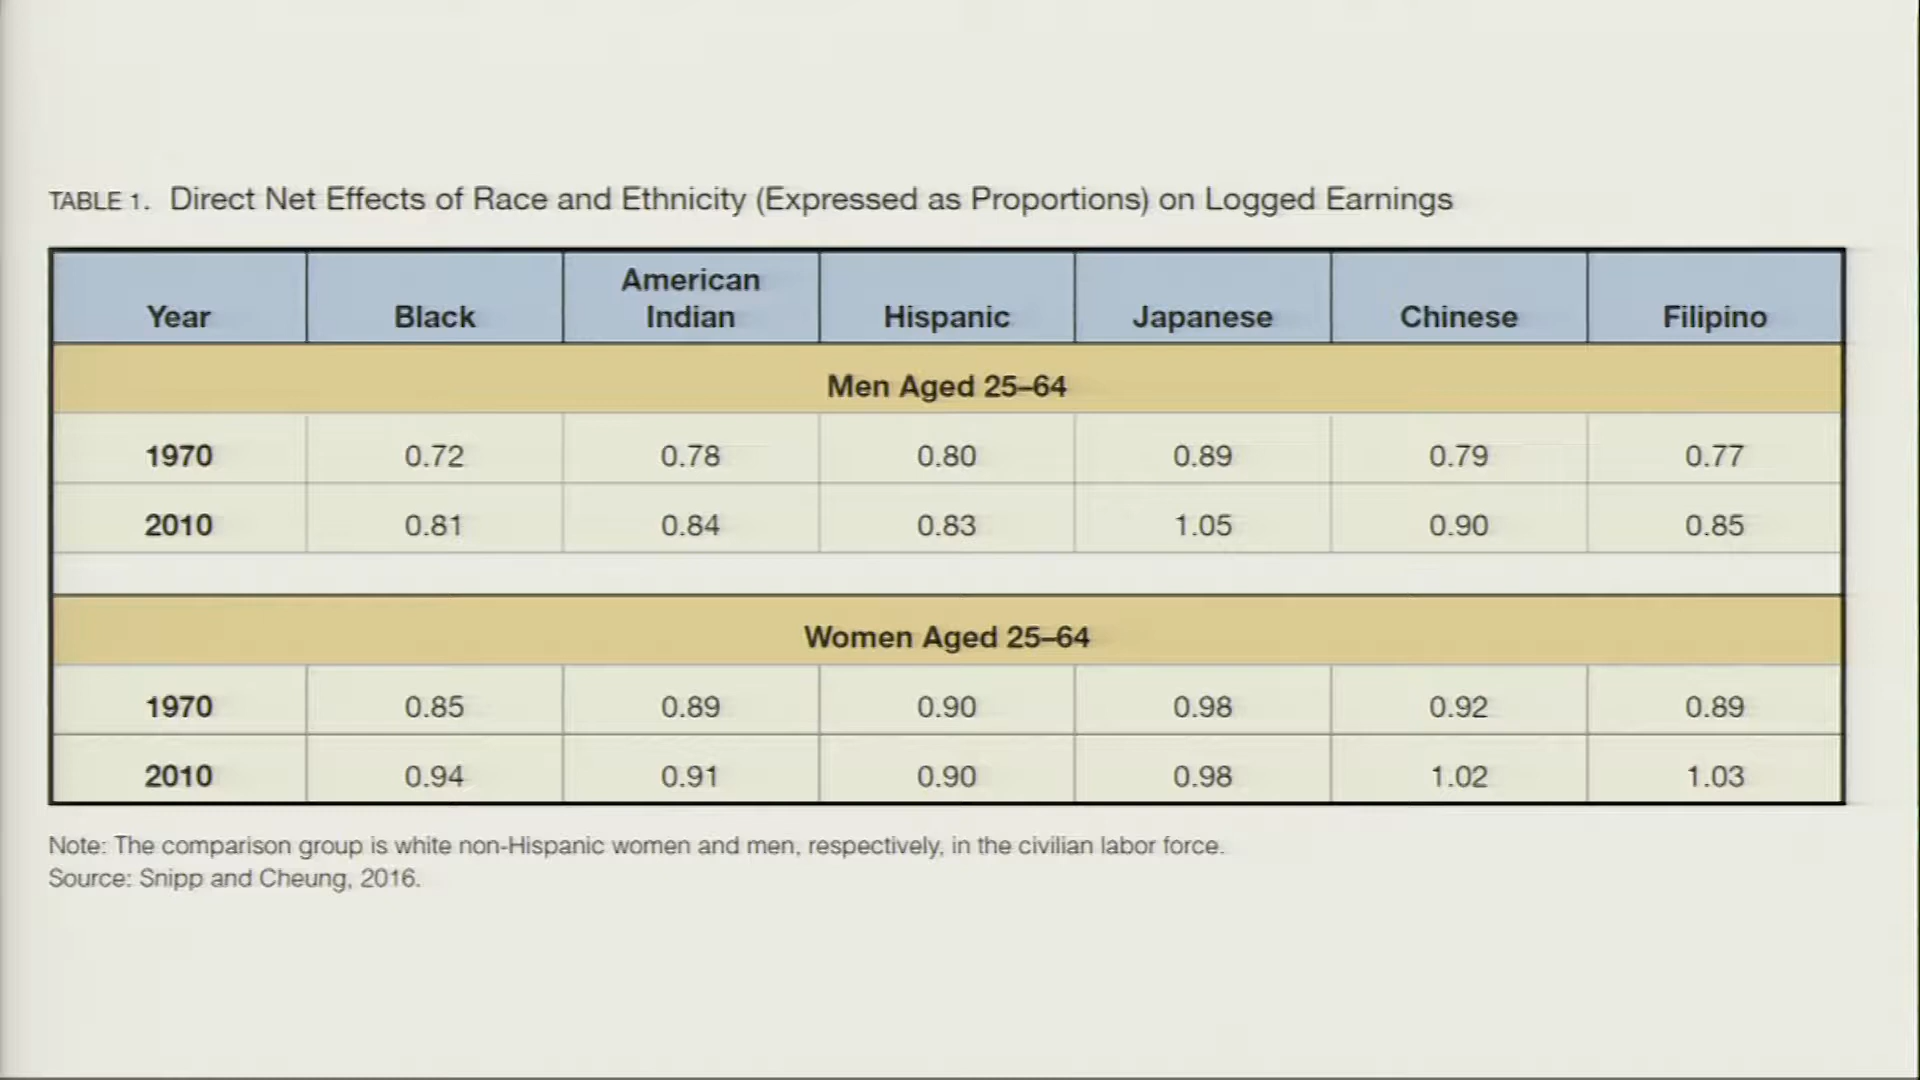 TABLE 1. Direct Net Effects of Race and Ethnicity (Expressed as Proportions) on Logged Earnings
Year Black American Indian Hispanic Japanese Chinese Filipino
Men Aged 25–64
1970 0.72 0.78 0.80 0.89 0.79 0.77
2010 0.81 0.84 0.83 1.05 0.90 0.85
Women Aged 25–64
1970 0.85 0.89 0.90 0.98 0.92 0.89
2010 0.94 0.91 0.90 0.98 1.02 1.03
Note: The comparison group is white non-Hispanic women and men, respectively, in the civilian labor force.
Source: Snipp and Cheung, 2016.